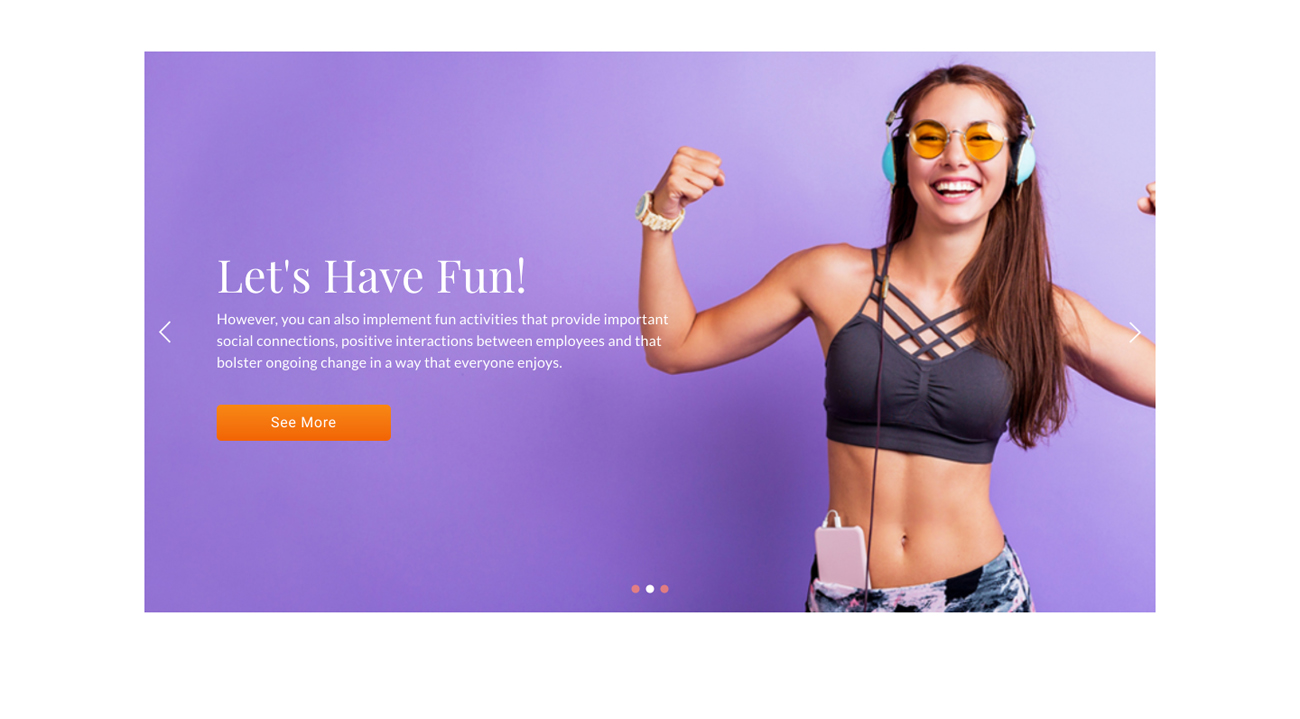 Let's Have Fun!
However, you can also implement fun activities that provide important
social connections, positive interactions between employees and that
bolster ongoing change in a way that everyone enjoys.
See More